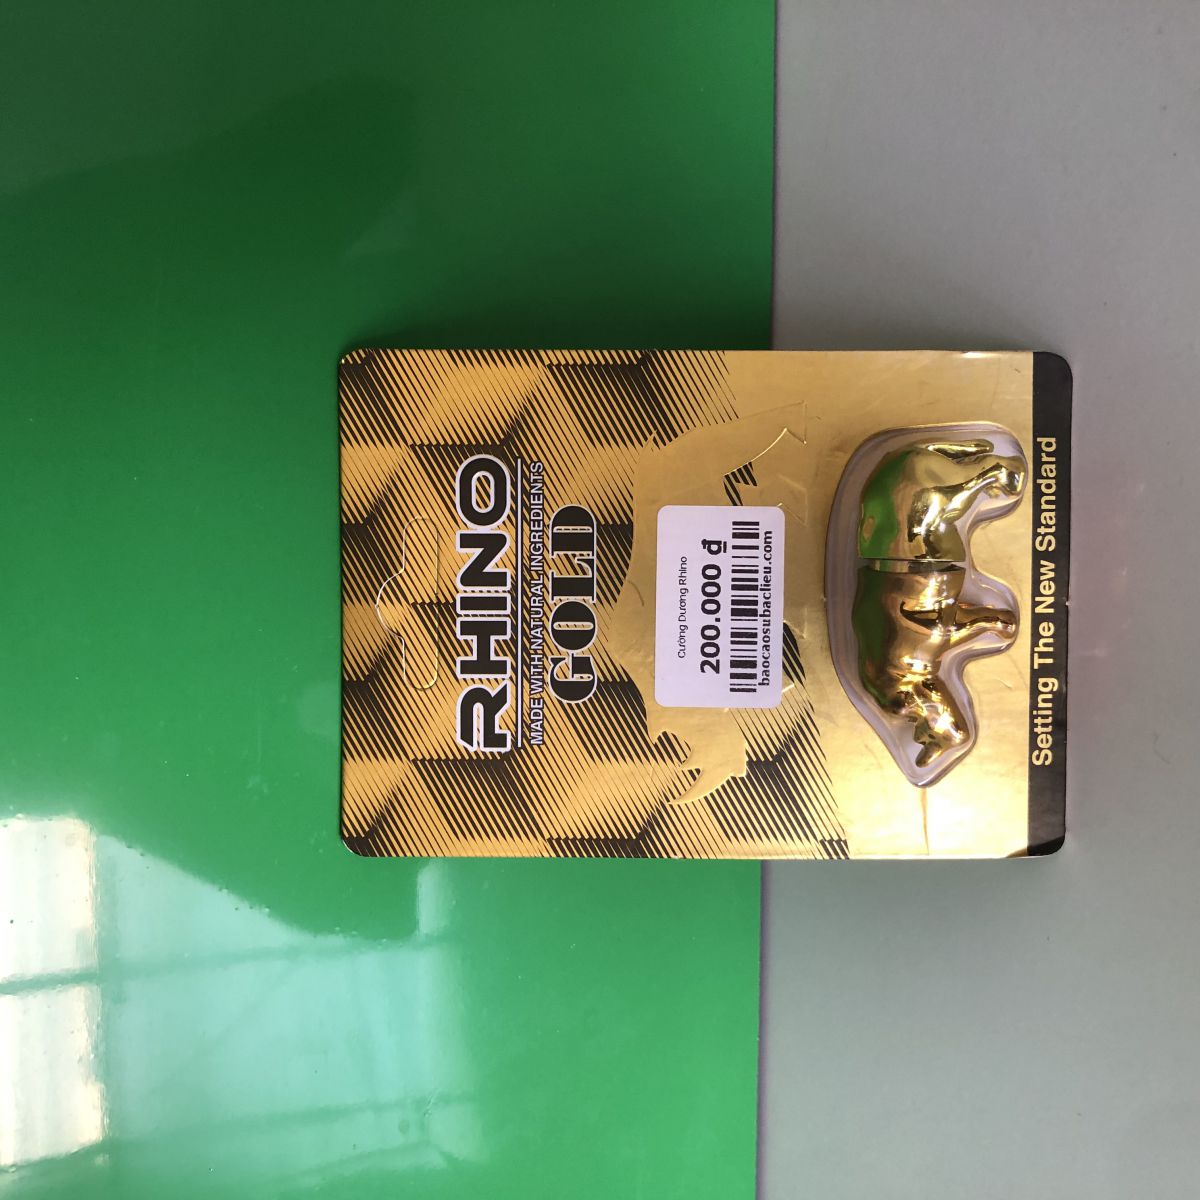 RHINO
MADE WITH NATURAL INGREDIENTS
GOLD
Cường Dương Rhino
200.000 đ
baocaosubaclieu.com
Setting The New Standard